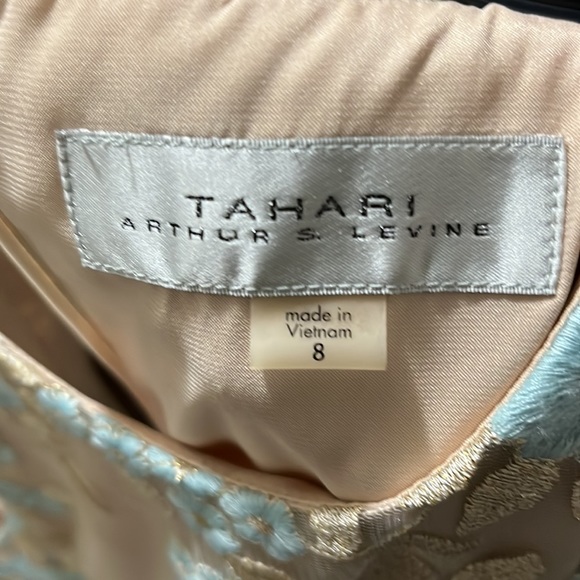 TAHARI
ARTHUR S. LEVINE
made in
Vietnam
8